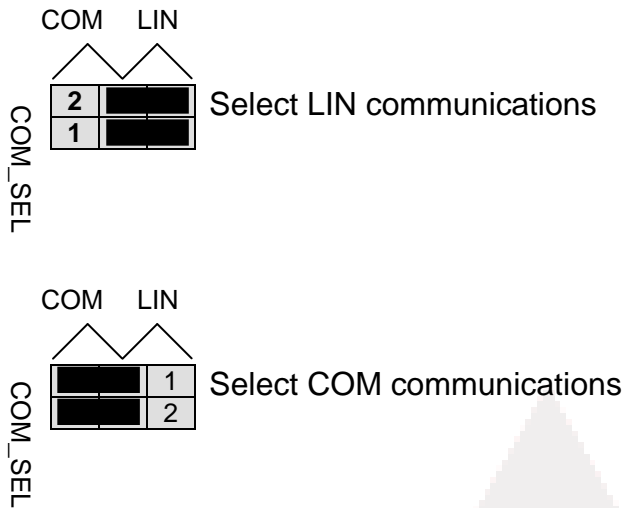 COM LIN
2
Select LIN communications
1
COM_SEL
COM LIN
1
Select COM communications
2
COM_SEL